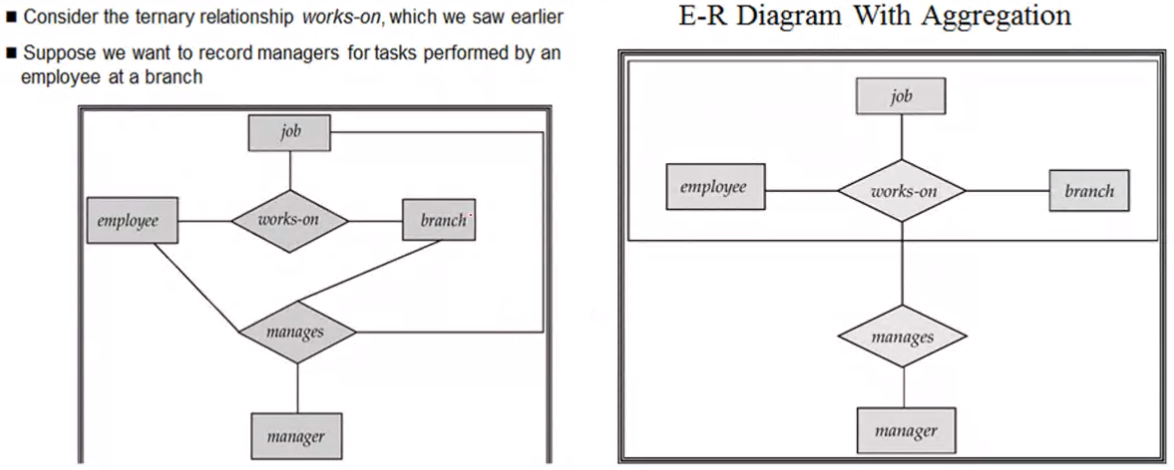 ■ Consider the ternary relationship works-on, which we saw earlier
■ Suppose we want to record managers for tasks performed by an
employee at a branch
job
employee
works-on
branch
manages
manager
E-R Diagram With Aggregation
job
employee
works-on
branch
manages
manager